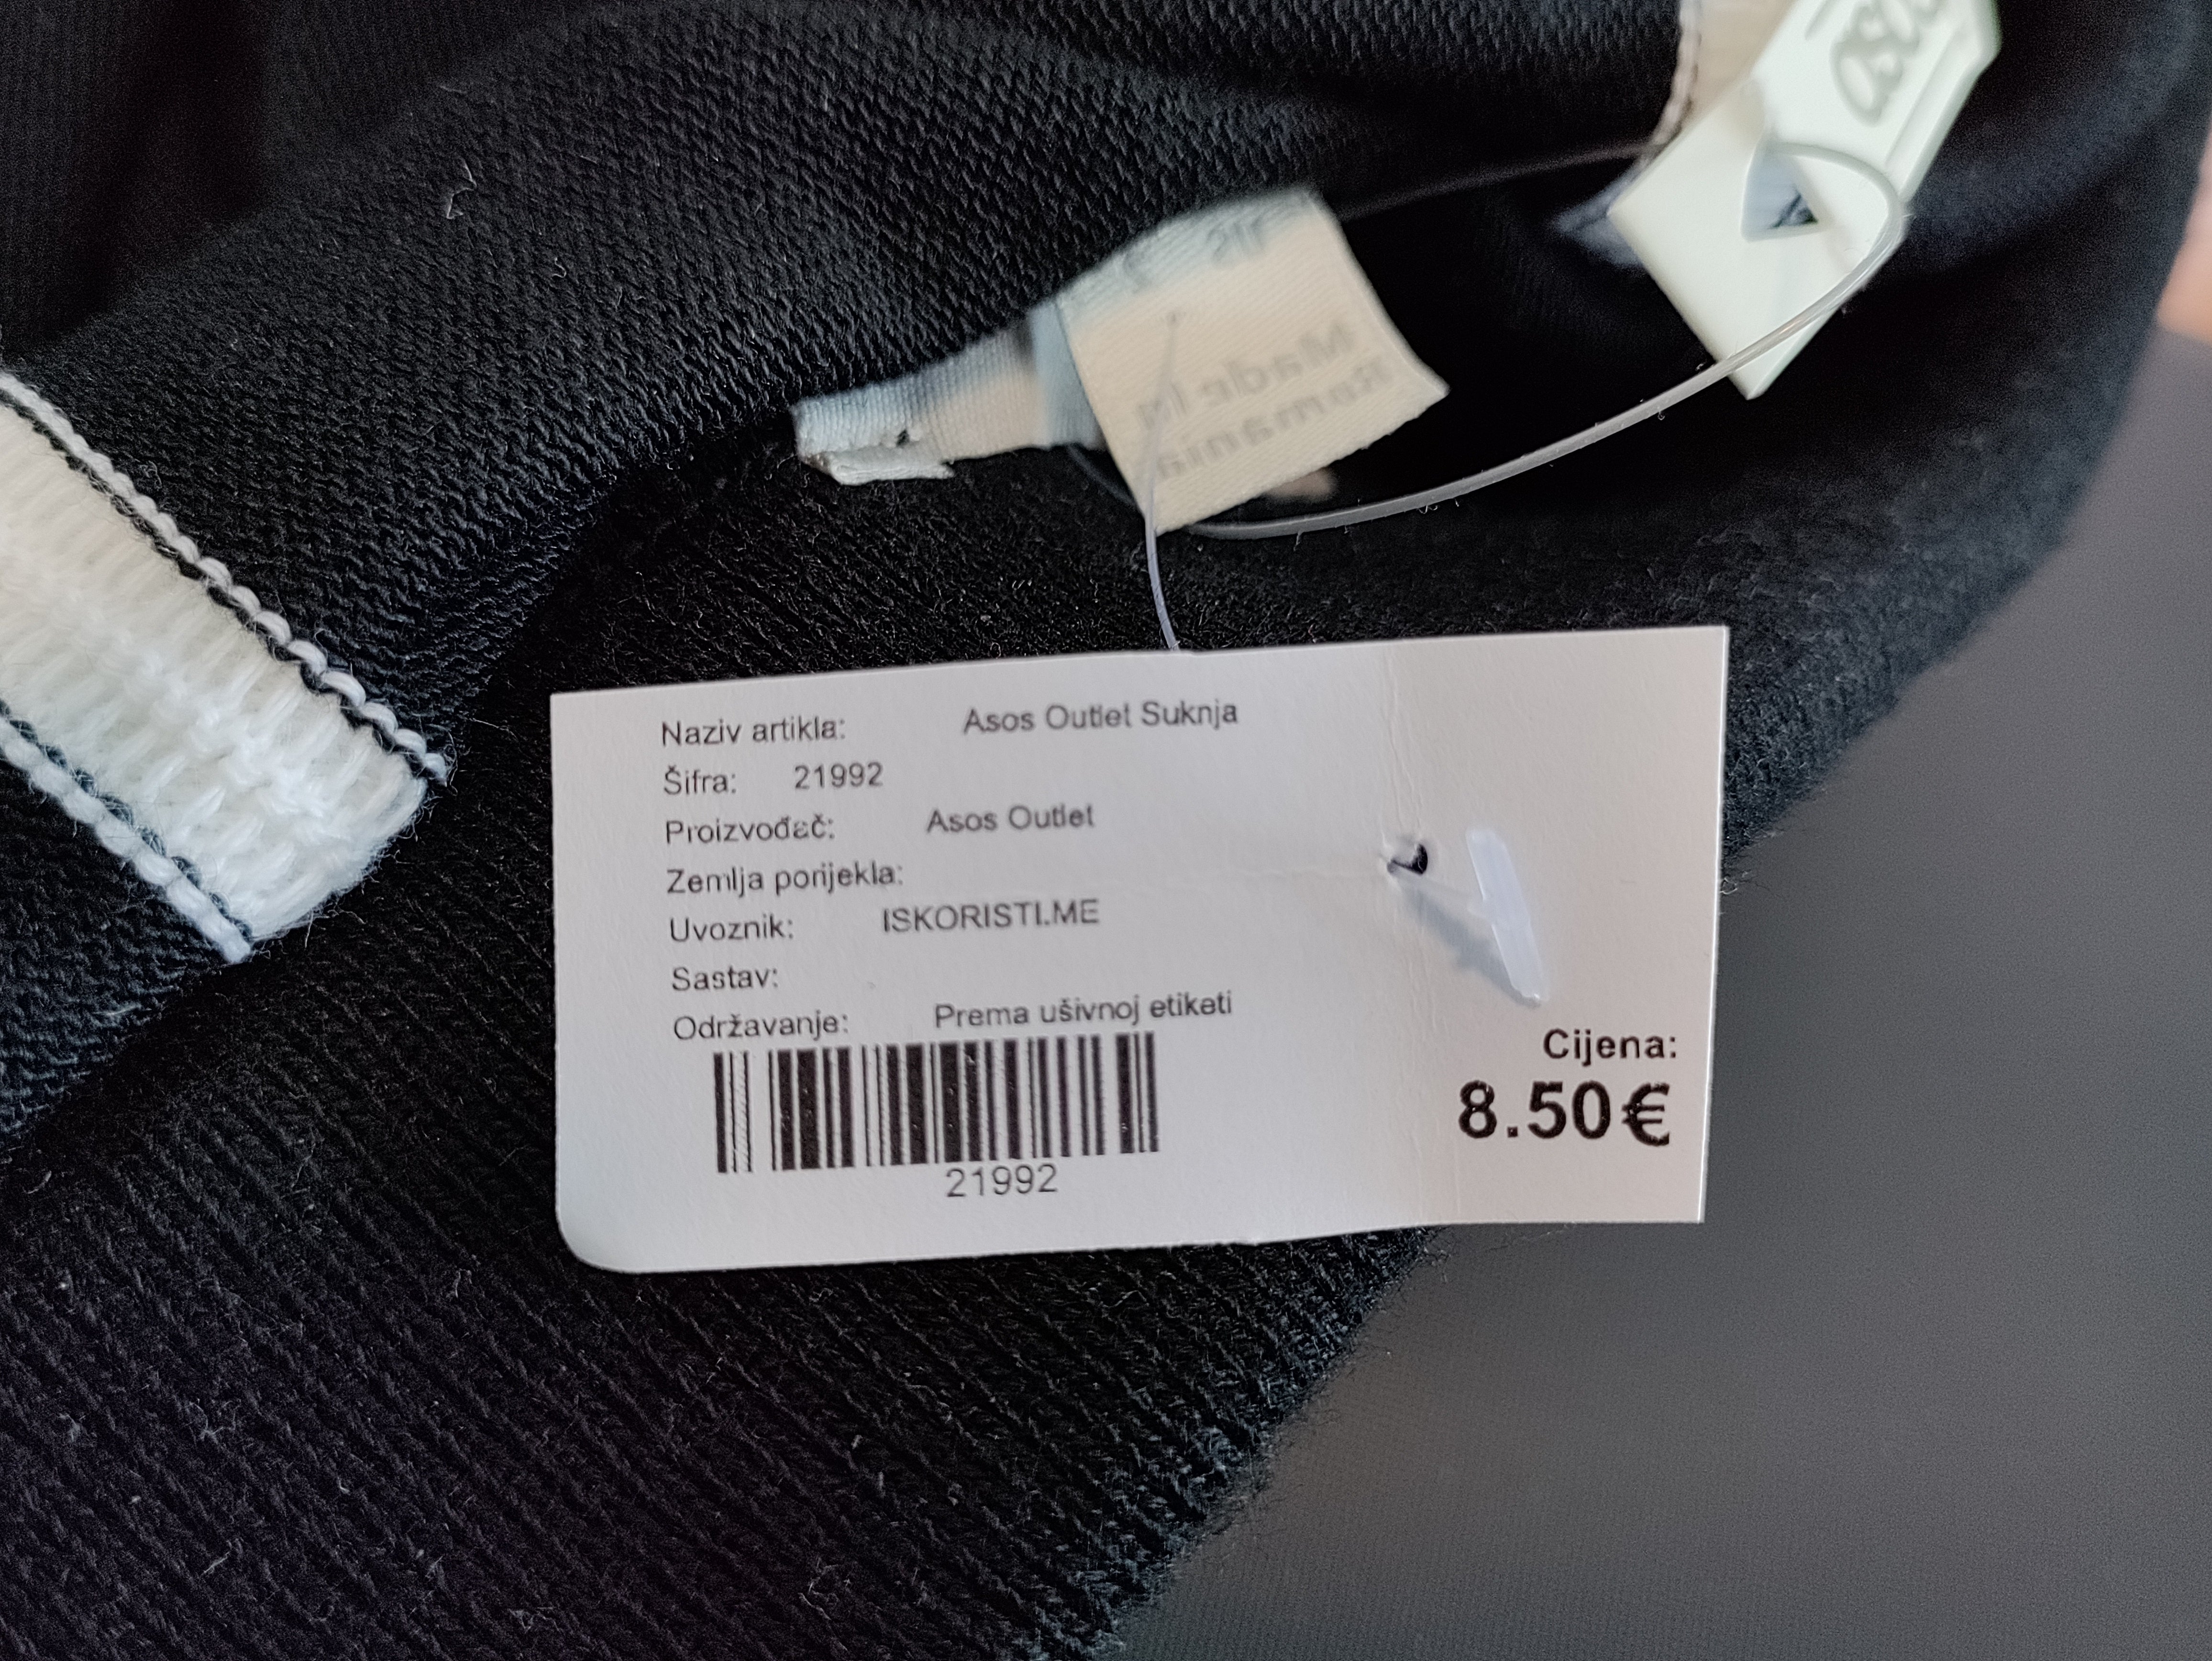 asos
Made In
Romania
Naziv artikla: Asos Outlet Suknja
Šifra: 21992
Proizvođač: Asos Outlet
Zemlja porijekla:
Uvoznik: ISKORISTI.ME
Sastav:
Održavanje: Prema ušivnoj etiketi
21992
Cijena:
8.50€